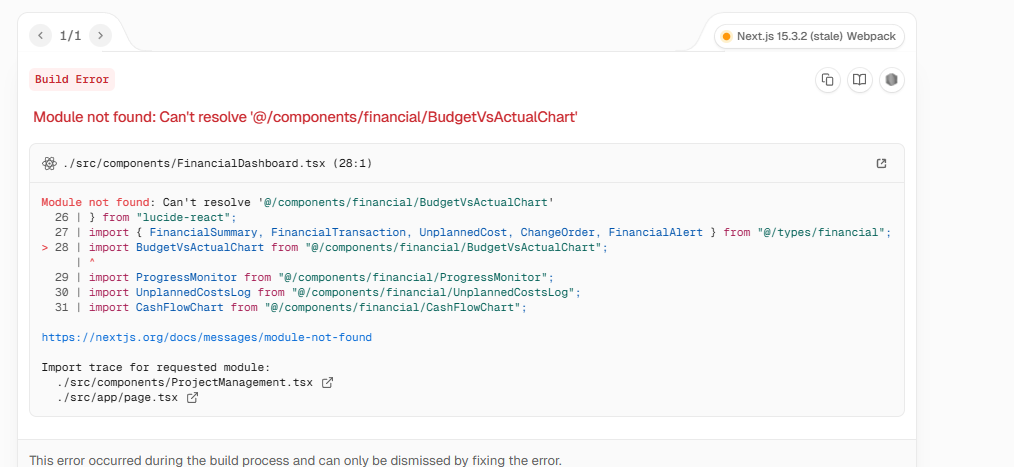 1/1
Next.js 15.3.2 (stale) Webpack
Build Error
Module not found: Can't resolve '@/components/financial/BudgetVsActualChart'
./src/components/FinancialDashboard.tsx (28:1)
Module not found: Can't resolve '@/components/financial/BudgetVsActualChart'
26 | } from "lucide-react";
27 | import { FinancialSummary, FinancialTransaction, UnplannedCost, ChangeOrder, FinancialAlert } from "@/types/financial";
> 28 | import BudgetVsActualChart from "@/components/financial/BudgetVsActualChart";
| ^
29 | import ProgressMonitor from "@/components/financial/ProgressMonitor";
30 | import UnplannedCostsLog from "@/components/financial/UnplannedCostsLog";
31 | import CashFlowChart from "@/components/financial/CashFlowChart";
https://nextjs.org/docs/messages/module-not-found
Import trace for requested module:
./src/components/ProjectManagement.tsx
./src/app/page.tsx
This error occurred during the build process and can only be dismissed by fixing the error.